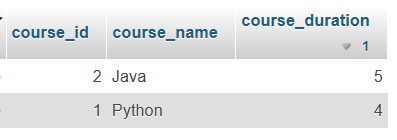 course_id course_name course_duration
1
2 Java 5
1 Python 4